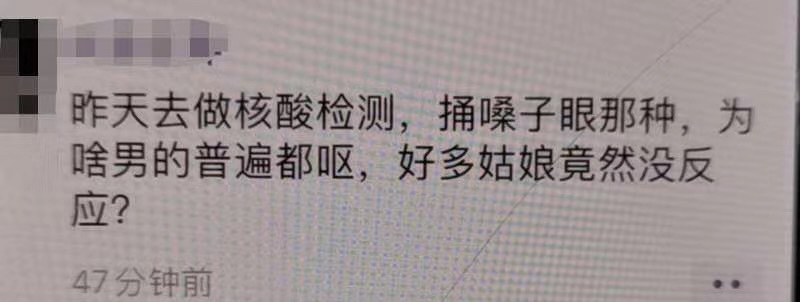 昨天去做核酸检测，捅嗓子眼那种，为
啥男的普遍都呕，好多姑娘竟然没反
应？
47分钟前